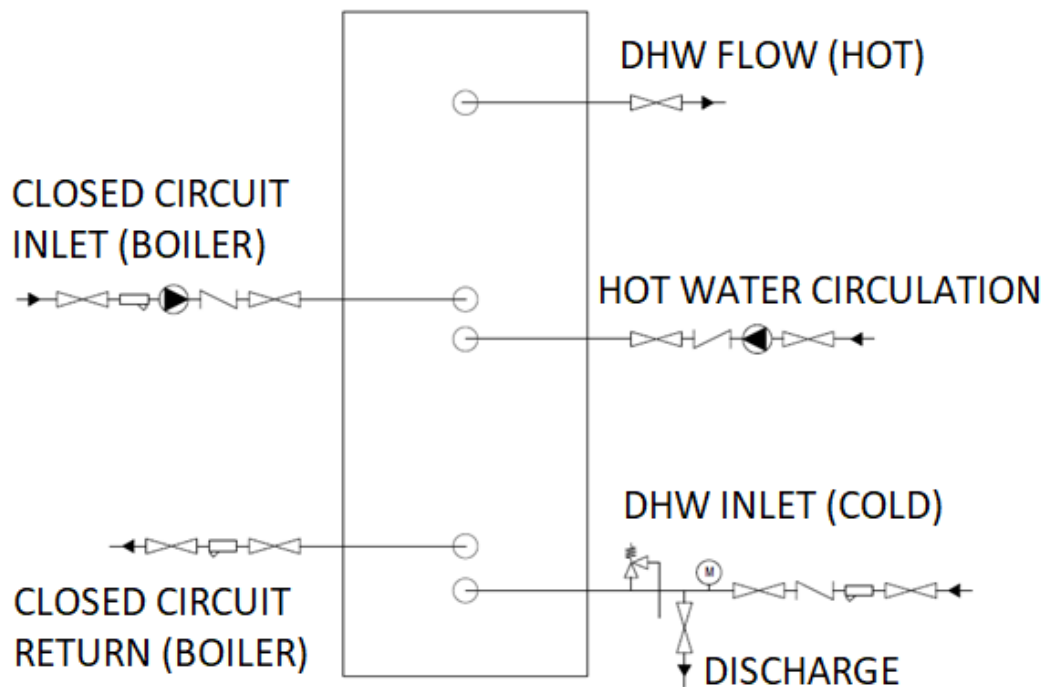 DHW FLOW (HOT)
CLOSED CIRCUIT
INLET (BOILER)
HOT WATER CIRCULATION
DHW INLET (COLD)
M
CLOSED CIRCUIT
RETURN (BOILER)
DISCHARGE